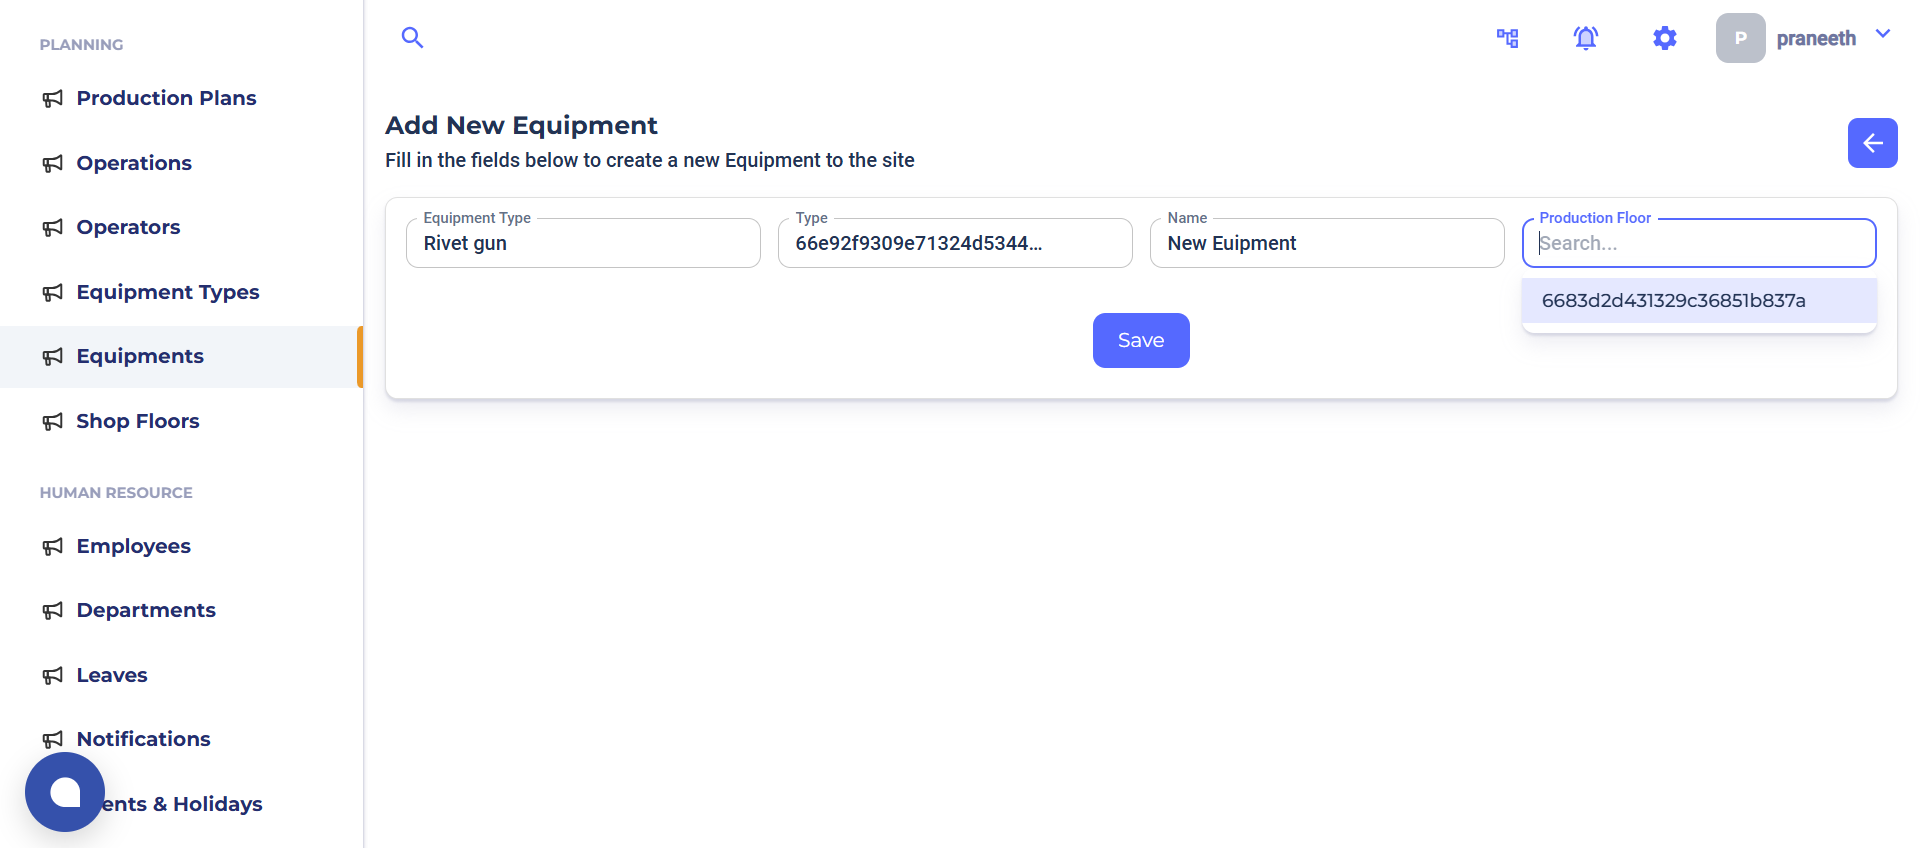 PLANNING
Production Plans
Operations
Operators
Equipment Types
Equipments
Shop Floors
HUMAN RESOURCE
Employees
Departments
Leaves
Notifications
ents & Holidays
P
praneeth
Add New Equipment
Fill in the fields below to create a new Equipment to the site
Equipment Type
Rivet gun
Type
66e92f9309e71324d5344...
Name
New Euipment
Production Floor
Search...
6683d2d431329c36851b837a
Save